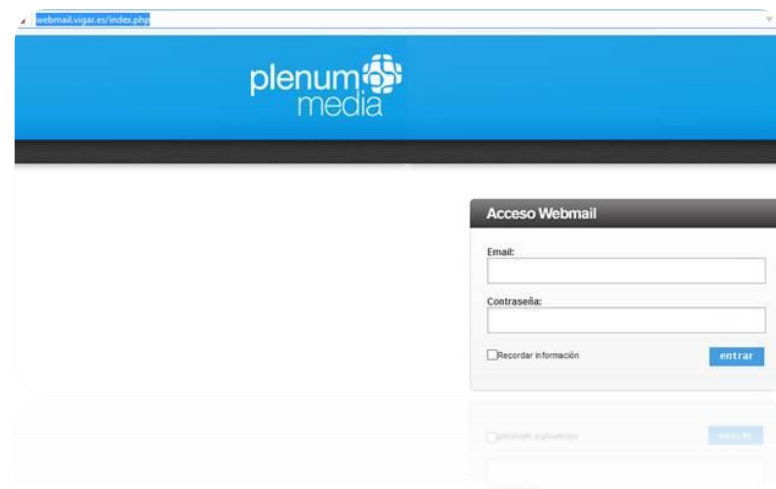 webmail.vigar.es/index.php
plenum
media
Acceso Webmail
Email:
Contraseña:
Recordar información
entrar